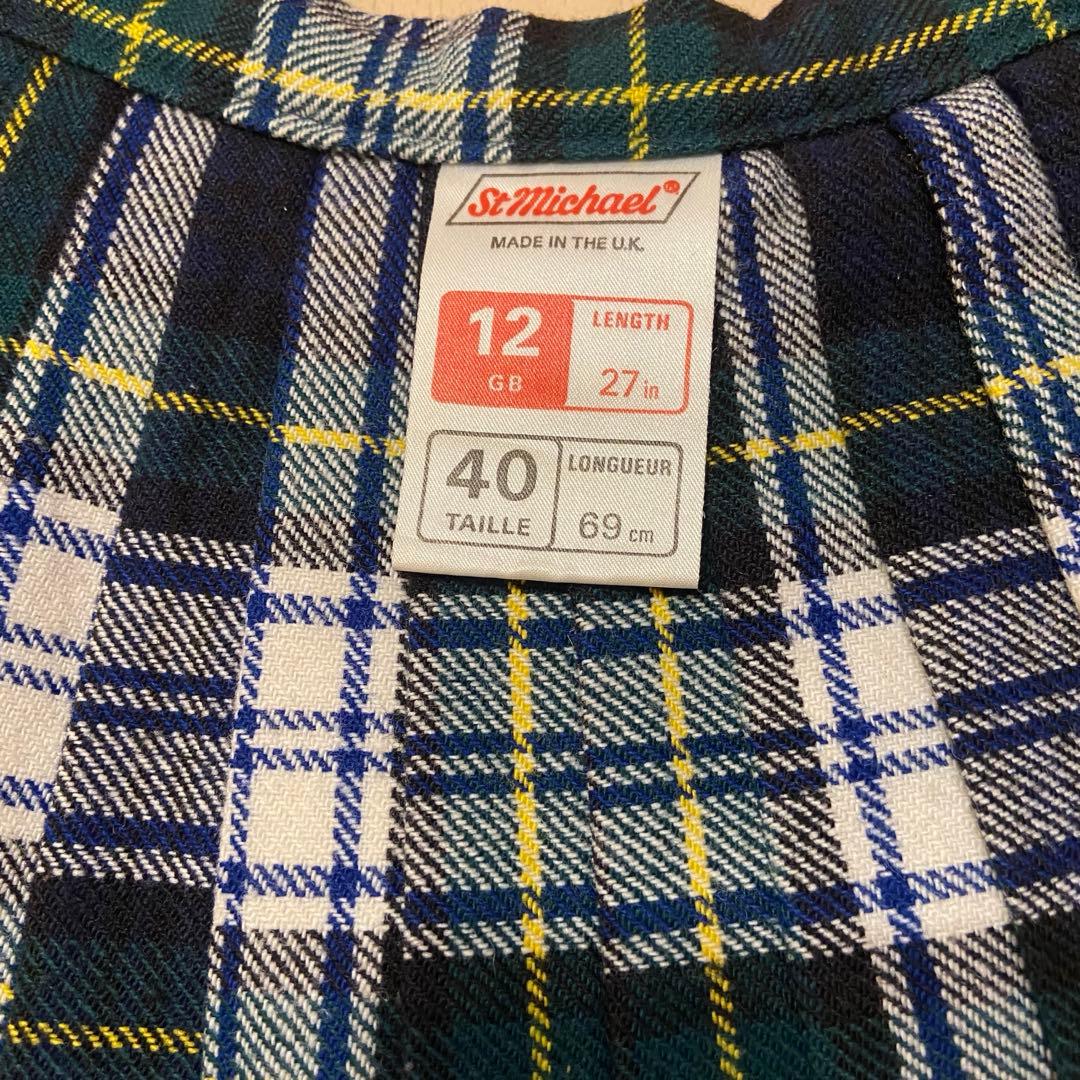 St Michael®
MADE IN THE U.K.
12
GB
LENGTH
27 in
40
TAILLE
LONGUEUR
69 cm